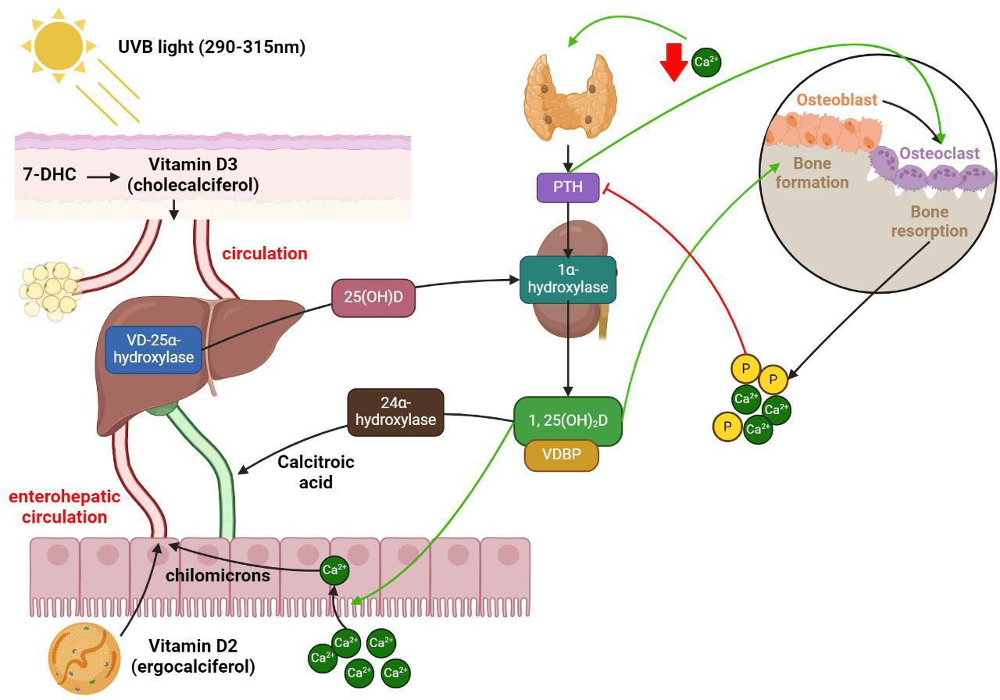 UVB light (290-315nm)
7-DHC
Vitamin D3
(cholecalciferol)
circulation
VD-25α-
hydroxylase
25(OH)D
Ca²⁺
PTH
1α-
hydroxylase
Osteoblast
Osteoclast
Bone
formation
Bone
resorption
P
P
Ca²⁺
Ca²⁺
P
Ca²⁺
24α-
hydroxylase
1, 25(OH)₂D
VDBP
Calcitroic
acid
enterohepatic
circulation
chilomicrons
Ca²⁺
Ca²⁺
Ca²⁺
Ca²⁺
Ca²⁺
Ca²⁺
Vitamin D2
(ergocalciferol)